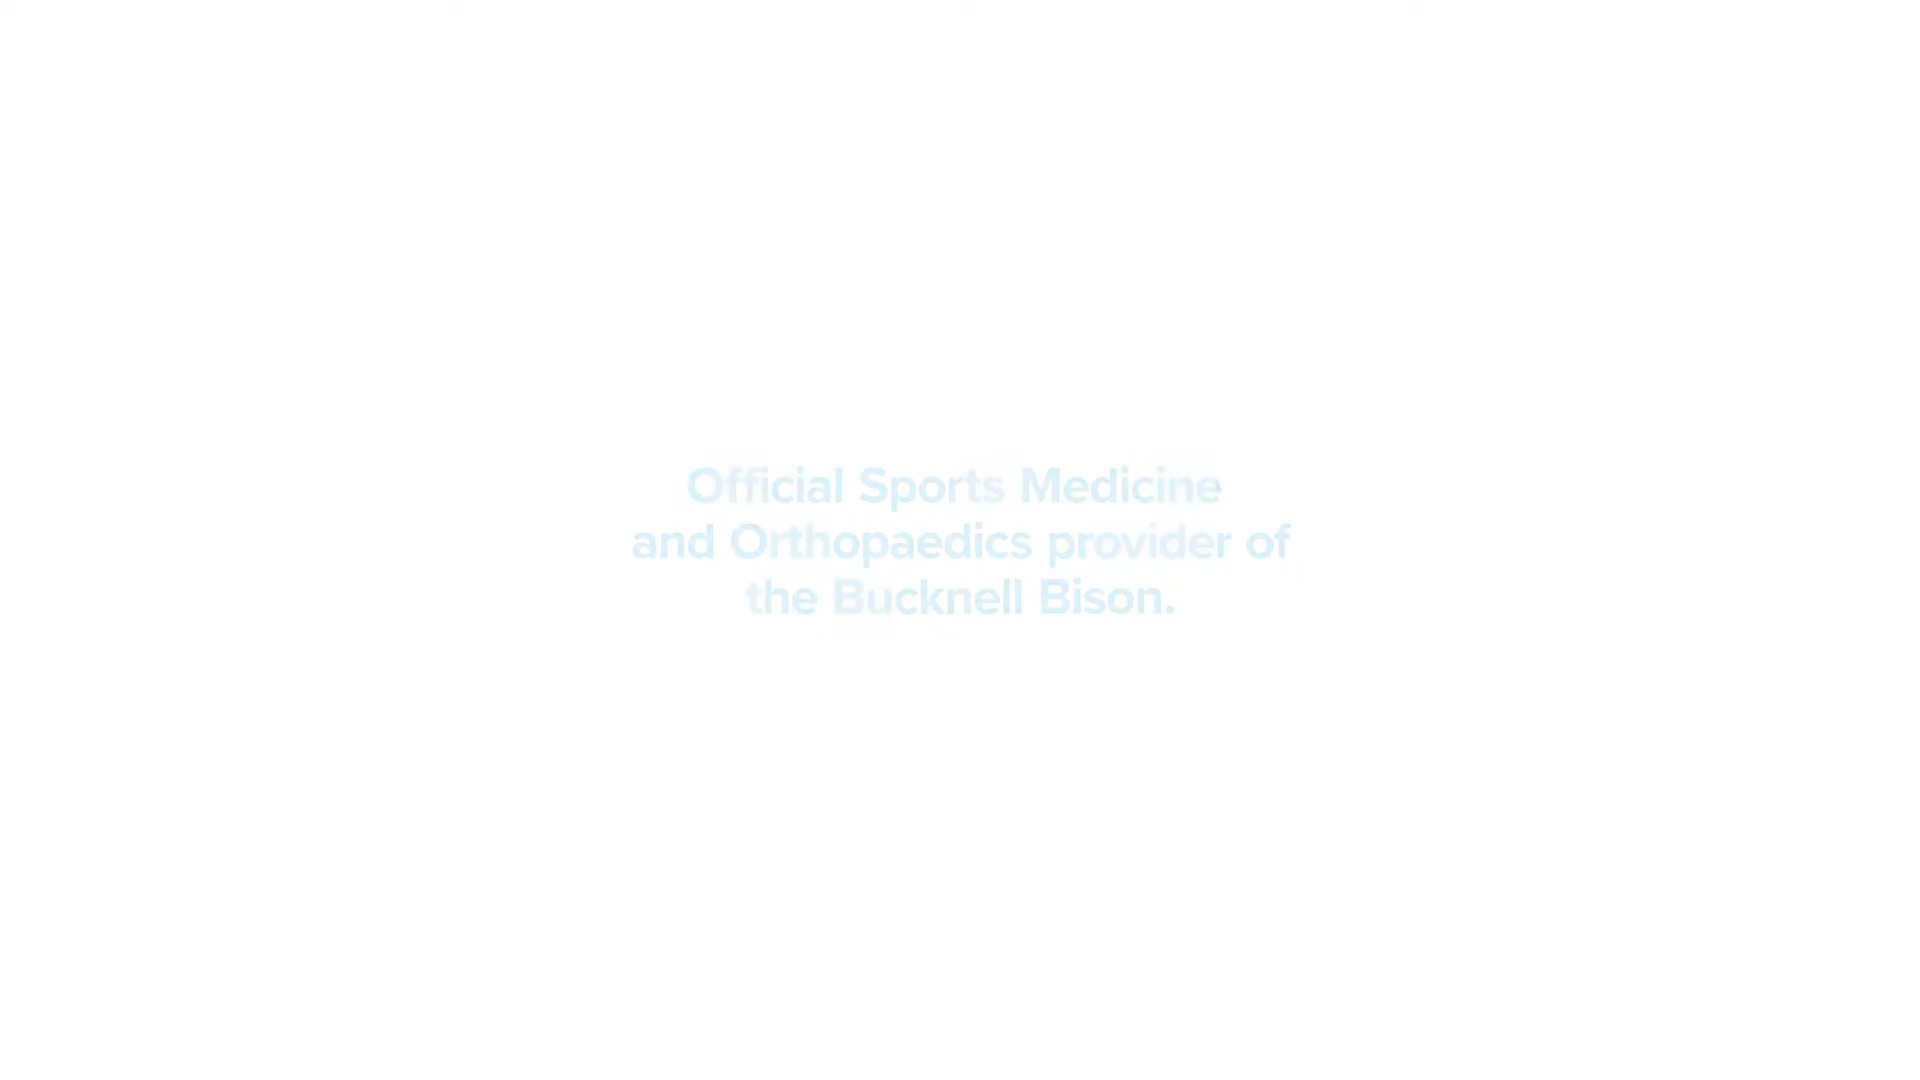 Official Sports Medicine
and Orthopaedics provider of
the Bucknell Bison.